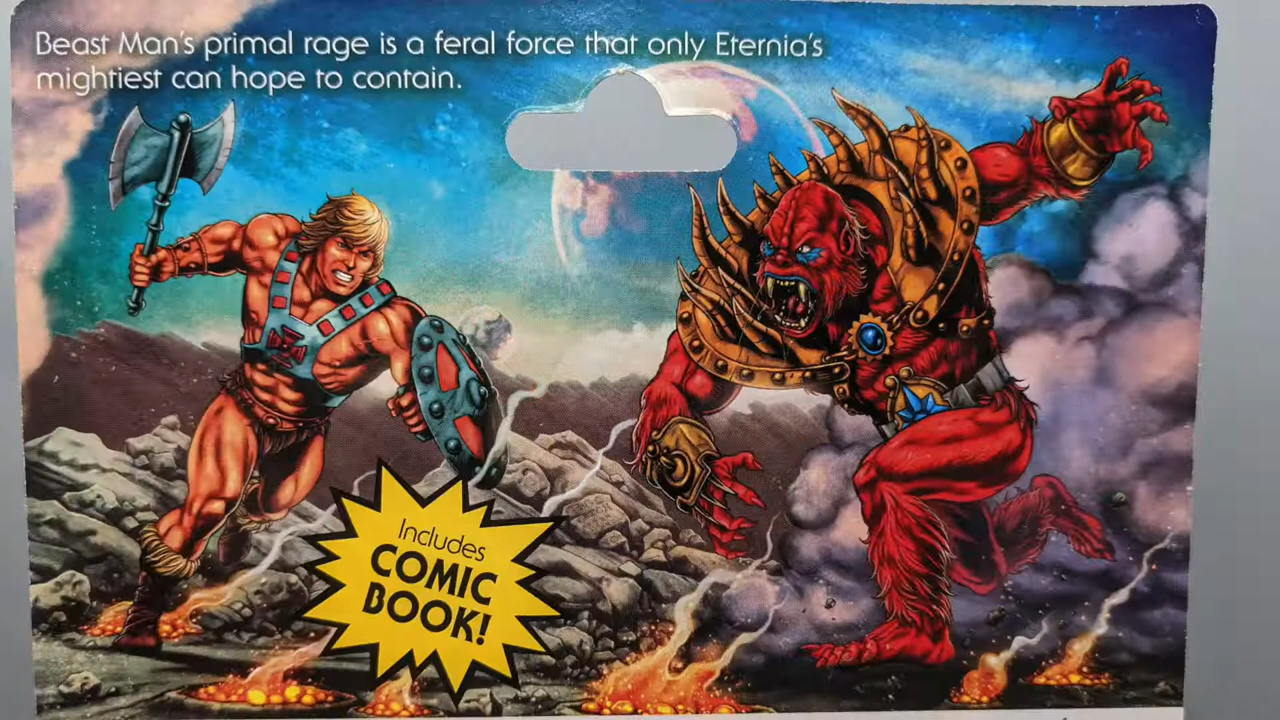 Beast Man's primal rage is a feral force that only Eternia's
mightiest can hope to contain.
Includes
COMIC
BOOK!